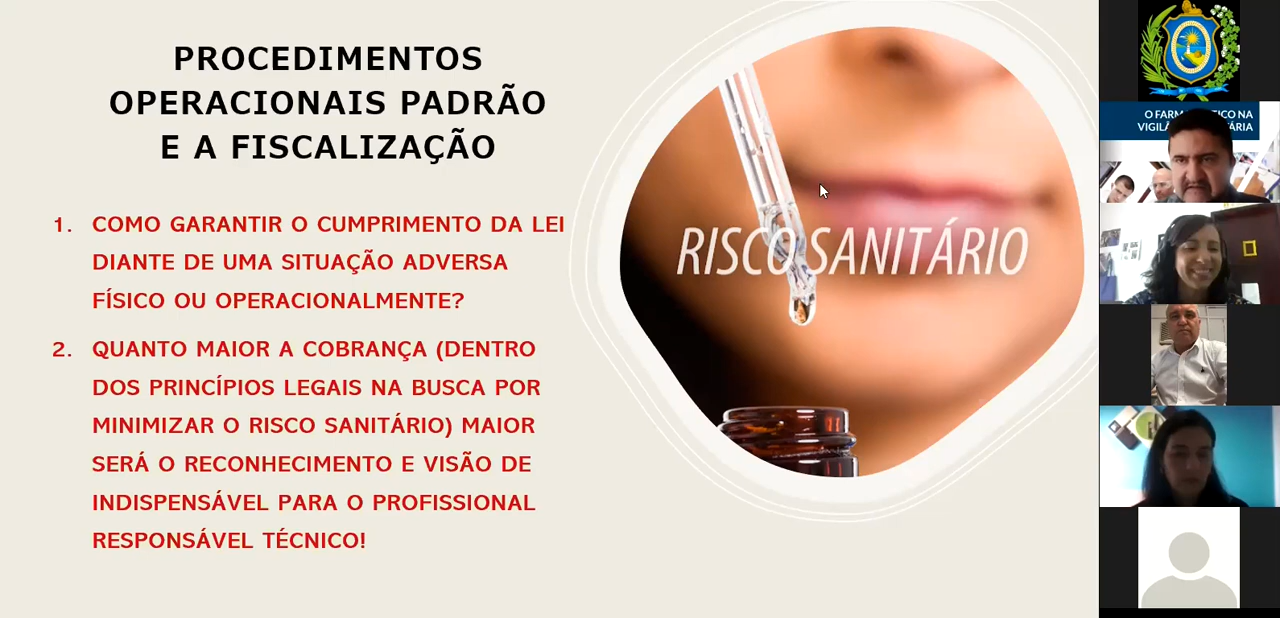 PROCEDIMENTOS
OPERACIONAIS PADRÃO
E A FISCALIZAÇÃO
1. COMO GARANTIR O CUMPRIMENTO DA LEI
DIANTE DE UMA SITUAÇÃO ADVERSA
FÍSICO OU OPERACIONALMENTE?
2. QUANTO MAIOR A COBRANÇA (DENTRO
DOS PRINCÍPIOS LEGAIS NA BUSCA POR
MINIMIZAR O RISCO SANITÁRIO) MAIOR
SERÁ O RECONHECIMENTO E VISÃO DE
INDISPENSÁVEL PARA O PROFISSIONAL
RESPONSÁVEL TÉCNICO!
RISCO SANITÁRIO
O NA